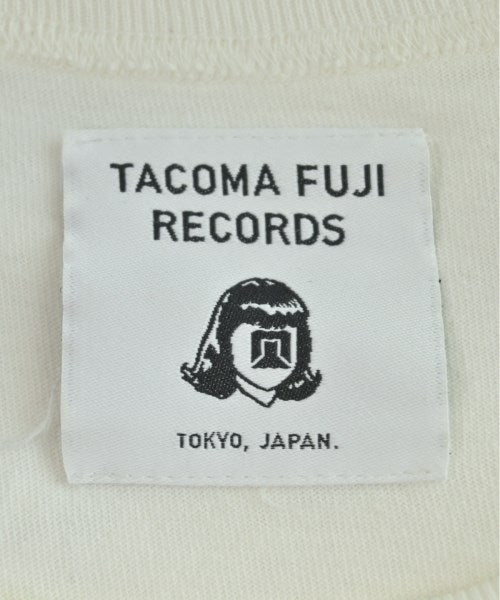 TACOMA FUJI
RECORDS
TOKYO, JAPAN.